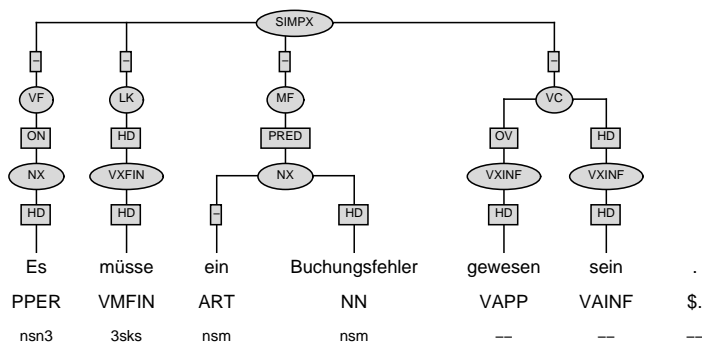 SIMPX
– – – –
VF LK MF VC
ON HD PRED OV HD
NX VXFIN NX VXINF VXINF
HD HD – HD HD HD
Es müsse ein Buchungsfehler gewesen sein .
PPER VMFIN ART NN VAPP VAINF $.
nsn3 3sks nsm nsm –– –– ––